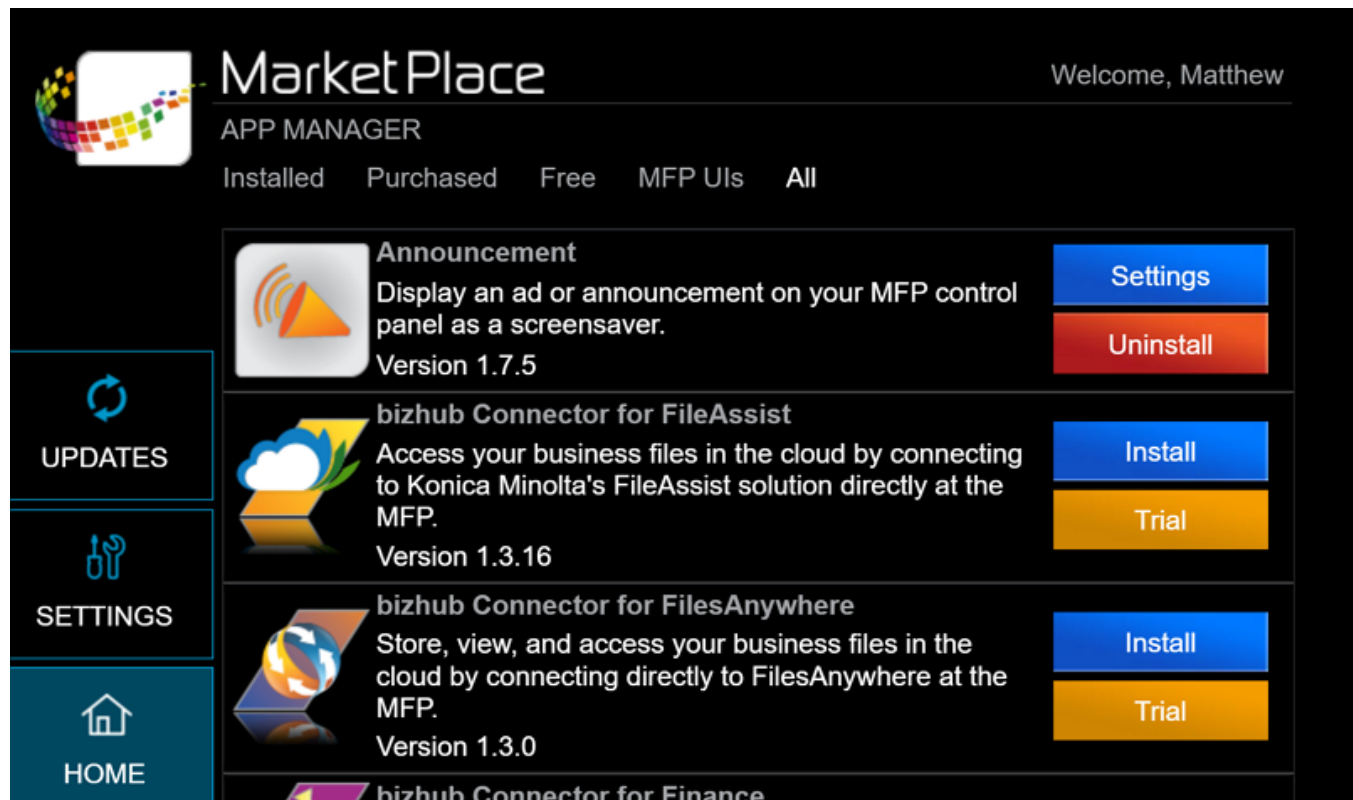 MarketPlace
Welcome, Matthew
APP MANAGER
Installed Purchased Free MFP UIs All
Announcement
Display an ad or announcement on your MFP control
panel as a screensaver.
Version 1.7.5
Settings
Uninstall
bizhub Connector for FileAssist
Access your business files in the cloud by connecting
to Konica Minolta's FileAssist solution directly at the
MFP.
Version 1.3.16
Install
Trial
bizhub Connector for FilesAnywhere
Store, view, and access your business files in the
cloud by connecting directly to FilesAnywhere at the
MFP.
Version 1.3.0
Install
Trial
bizhub Connector for Finance
UPDATES
SETTINGS
HOME